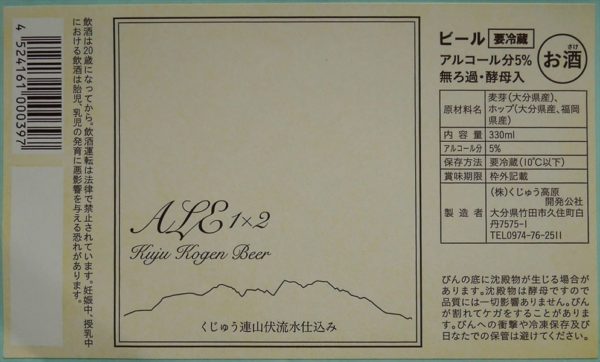 4 524161 000397
飲酒は20歳になってから。飲酒運転は法律で禁止されています。妊娠中、授乳中
における飲酒は胎児、乳児の発育に悪影響を与える恐れがあります。
ALE 1×2
Kuju Kogen Beer
くじゅう連山伏流水仕込み
ビール 要冷蔵
アルコール分5%
無ろ過・酵母入
さけ
お酒
原材料名 麦芽(大分県産)、
ホップ(大分県産、福岡
県産)
内容量 330ml
アルコール分 5%
保存方法 要冷蔵(10℃以下)
賞味期限 枠外記載
製造者 (株)くじゅう高原
開発公社
大分県竹田市久住町白
丹7575-1
TEL0974-76-2511
びんの底に沈殿物が生じる場合が
あります。沈殿物は酵母ですので
品質には一切影響ありません。びん
が割れてケガをすることがありま
す。びんへの衝撃や冷凍保存及び
日なたでの保管は避けてください。